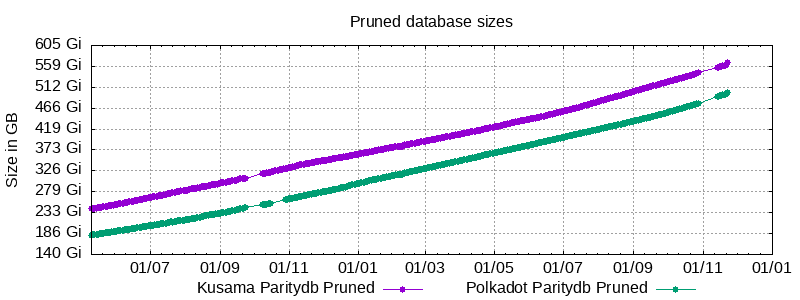 Pruned database sizes
Size in GB
605 Gi
559 Gi
512 Gi
466 Gi
419 Gi
373 Gi
326 Gi
279 Gi
233 Gi
186 Gi
140 Gi
01/07 01/09 01/11 01/01 01/03 01/05 01/07 01/09 01/11 01/01
Kusama Paritydb Pruned Polkadot Paritydb Pruned